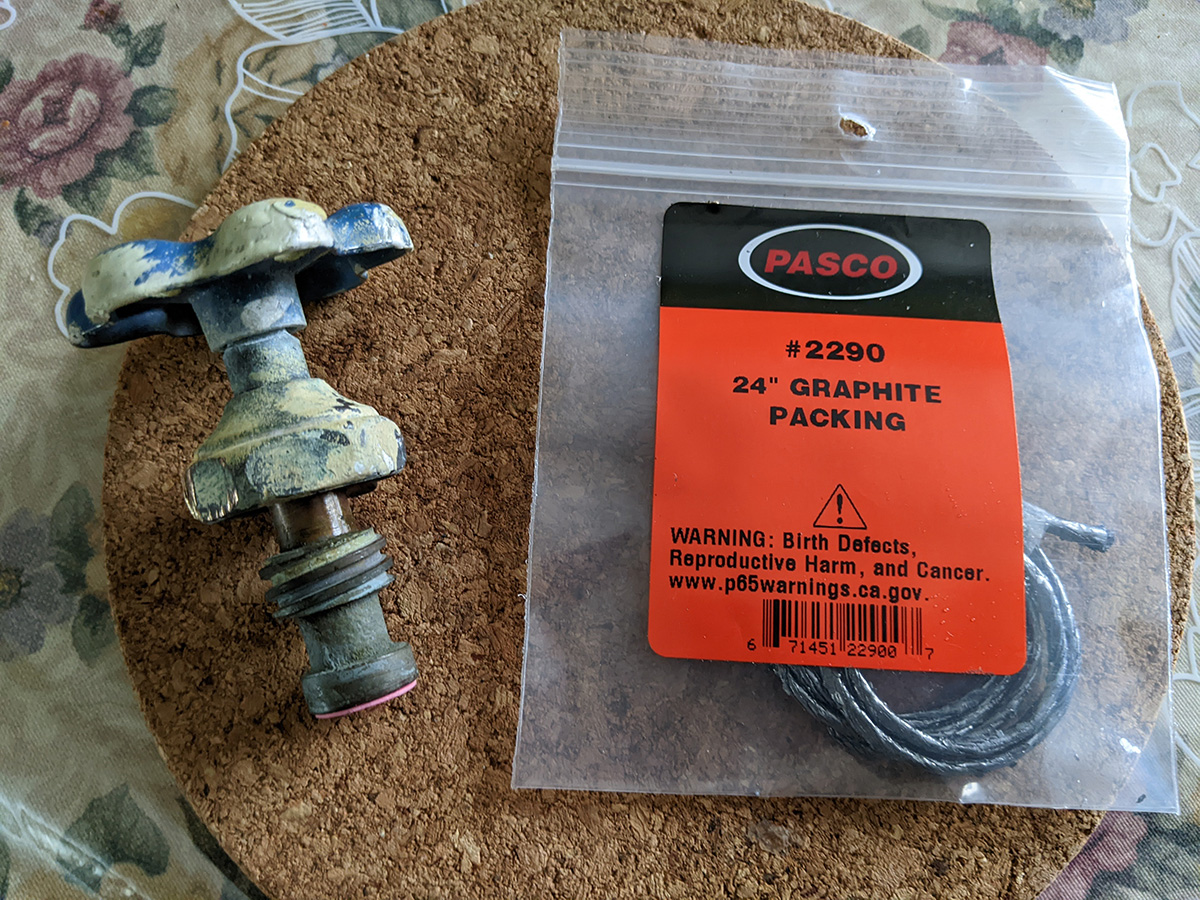 PASCO
#2290
24" GRAPHITE
PACKING
WARNING: Birth Defects,
Reproductive Harm, and Cancer.
www.p65warnings.ca.gov.
6 71451 22900 7